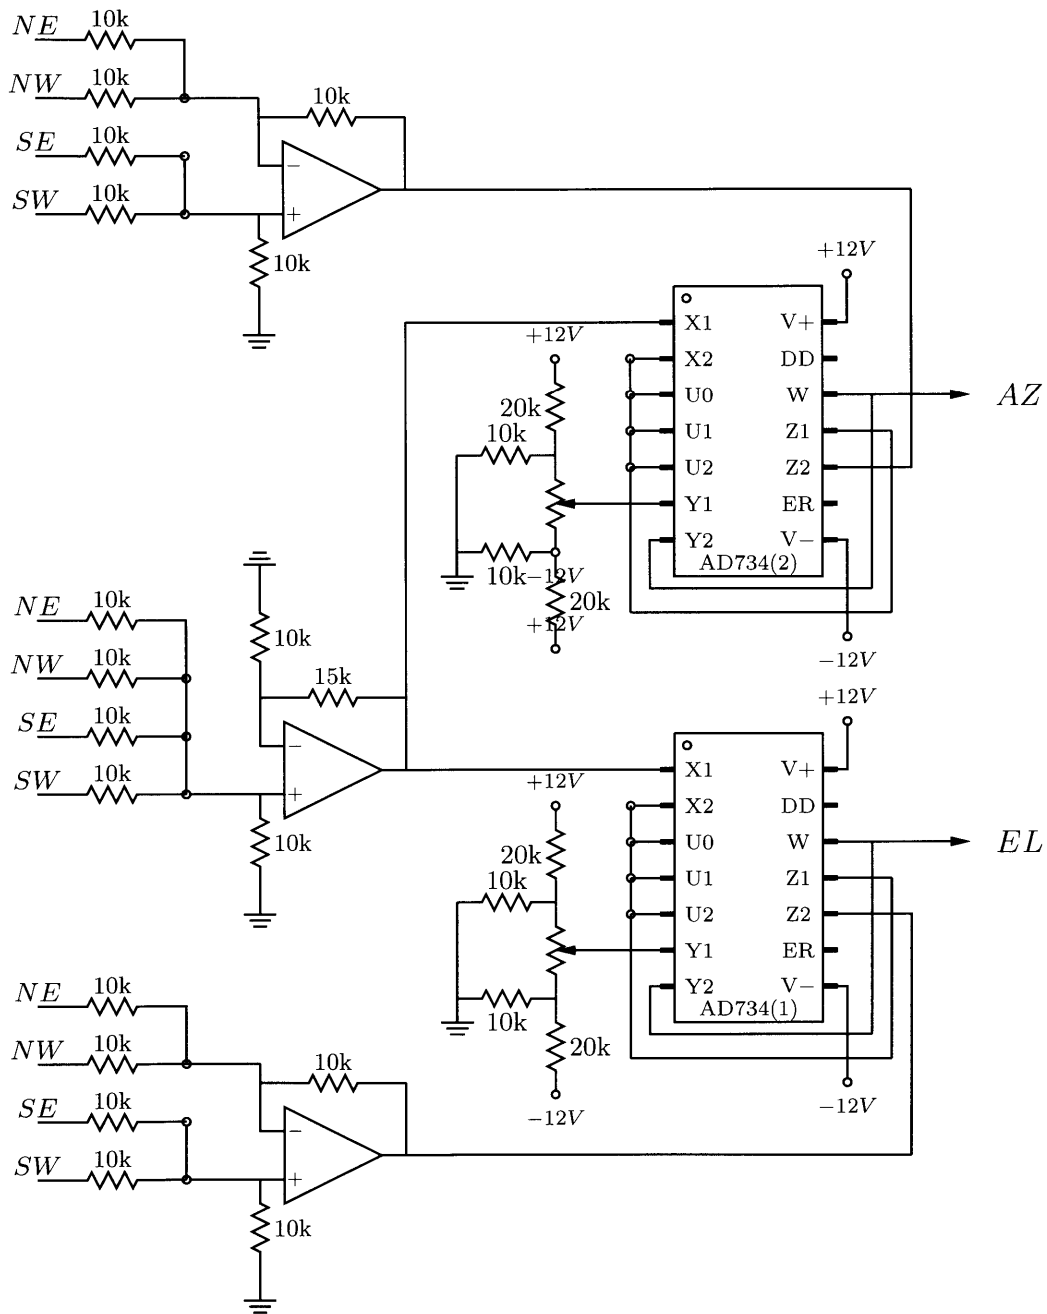 NE 10k
NW 10k
10k
SE 10k
SW 10k
10k
+12V
X1 V+
+12V
X2 DD
U0 W AZ
20k
10k
U1 Z1
U2 Z2
Y1 ER
Y2 V−
AD734(2)
10k −12V
20k
+12V
−12V
NE 10k
10k
NW 10k
15k
SE 10k
SW 10k
10k
+12V
X1 V+
+12V
X2 DD
U0 W EL
20k
10k
U1 Z1
U2 Z2
Y1 ER
Y2 V−
AD734(1)
10k
20k
−12V
−12V
NE 10k
NW 10k
10k
SE 10k
SW 10k
10k